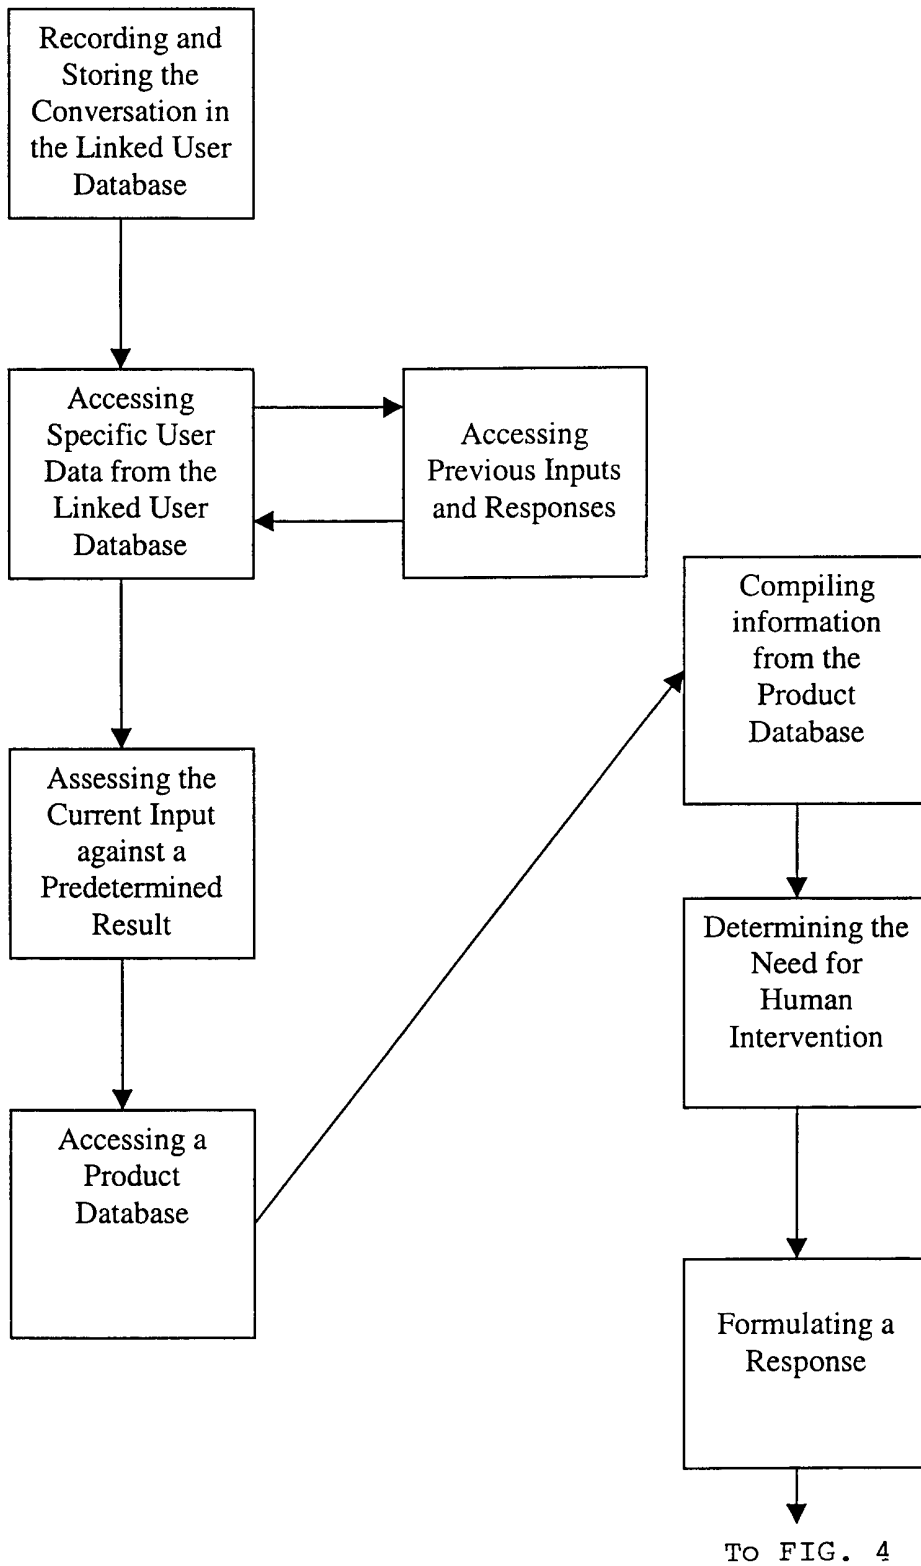 Recording and
Storing the
Conversation in
the Linked User
Database
Accessing
Specific User
Data from the
Linked User
Database
Accessing
Previous Inputs
and Responses
Assessing the
Current Input
against a
Predetermined
Result
Accessing a
Product
Database
Compiling
information
from the
Product
Database
Determining the
Need for
Human
Intervention
Formulating a
Response
To FIG. 4